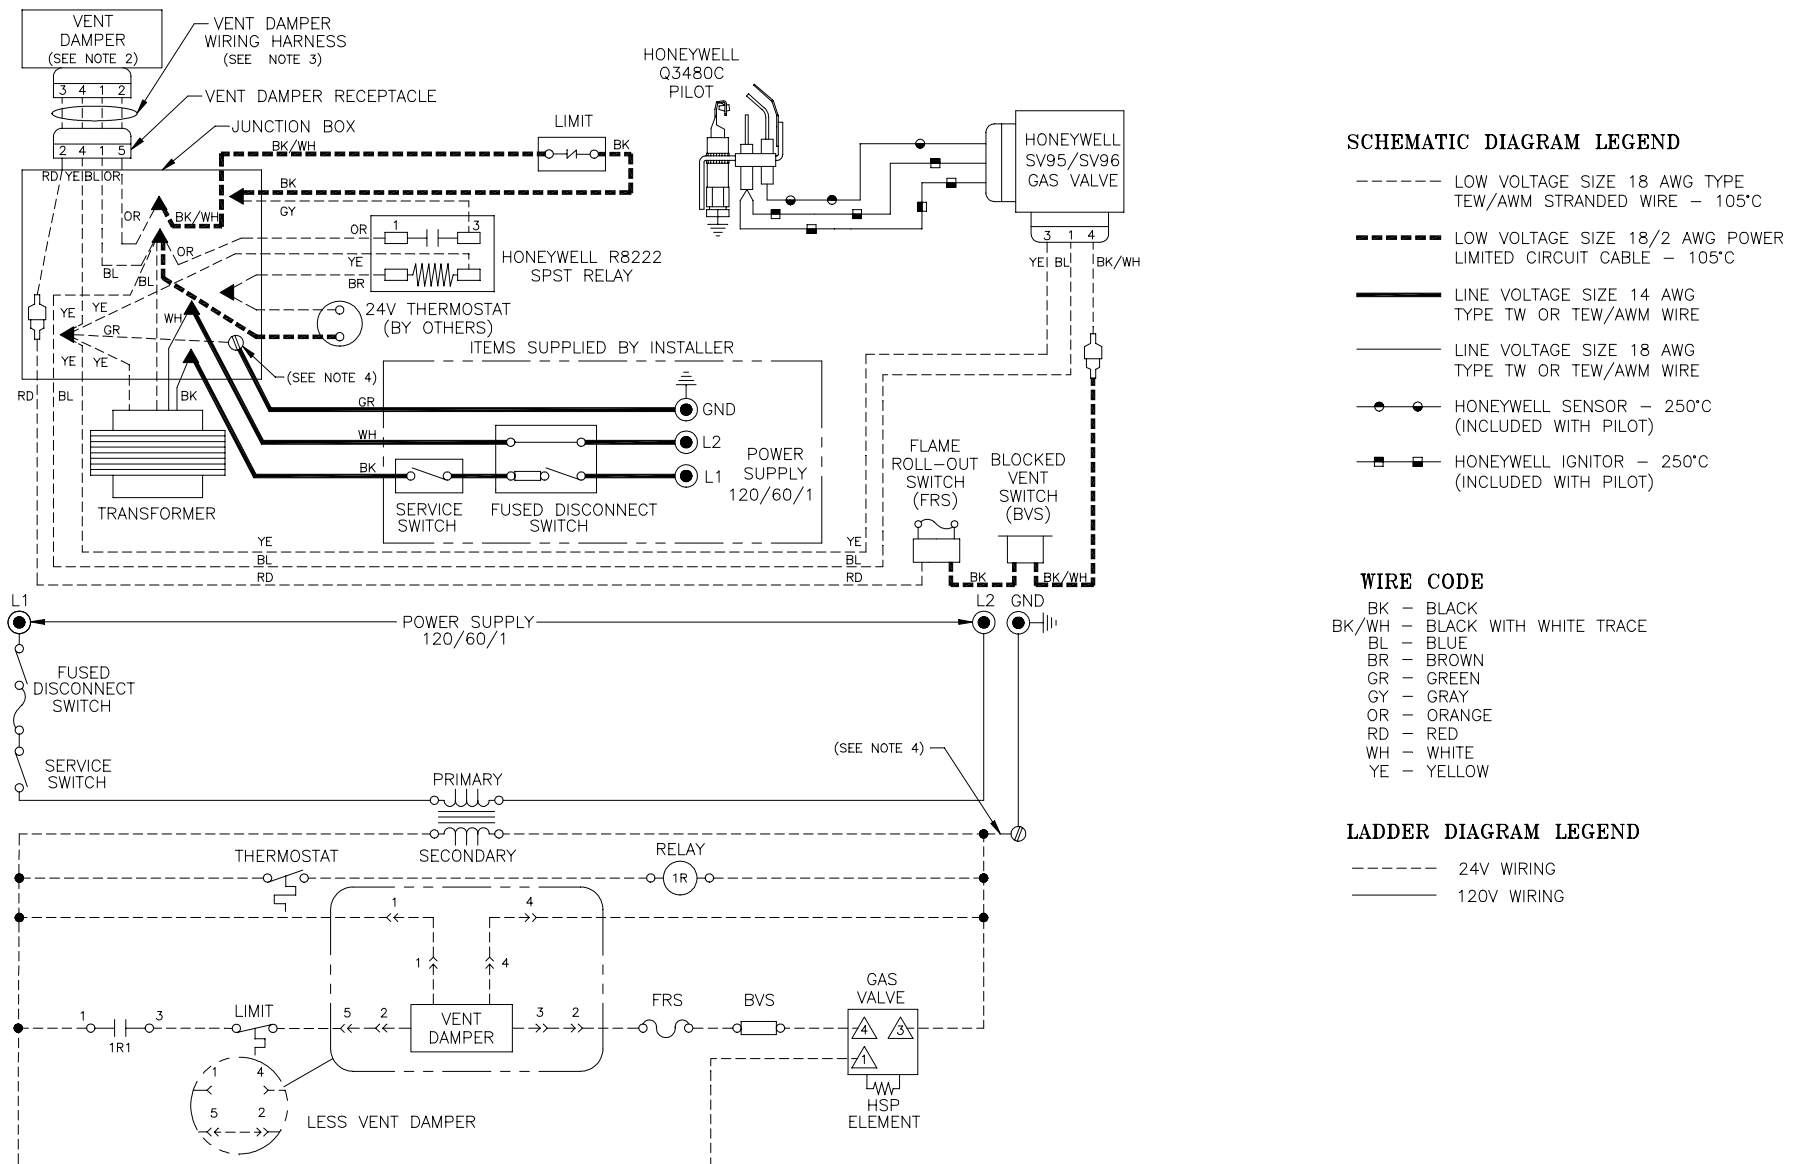 VENT
DAMPER
(SEE NOTE 2)
3 4 1 2
VENT DAMPER
WIRING HARNESS
(SEE NOTE 3)
VENT DAMPER RECEPTACLE
2 4 1 5
JUNCTION BOX
RD YE BL OR
BK/WH
LIMIT
BK
BK
GY
OR
BK/WH
OR
BL
BL
OR
1
3
YE
BR
HONEYWELL R8222
SPST RELAY
24V THERMOSTAT
(BY OTHERS)
YE
YE
GR
WH
YE
YE
(SEE NOTE 4)
RD
BL
BK
TRANSFORMER
HONEYWELL
Q3480C
PILOT
HONEYWELL
SV95/SV96
GAS VALVE
3 1 4
YE BL BK/WH
ITEMS SUPPLIED BY INSTALLER
GR
GND
WH
L2
BK
L1
POWER
SUPPLY
120/60/1
SERVICE
SWITCH
FUSED DISCONNECT
SWITCH
YE
YE
BL
BL
RD
RD
FLAME
ROLL-OUT
SWITCH
(FRS)
BLOCKED
VENT
SWITCH
(BVS)
BK
BK/WH
L1
POWER SUPPLY
120/60/1
L2
GND
FUSED
DISCONNECT
SWITCH
SERVICE
SWITCH
(SEE NOTE 4)
PRIMARY
SECONDARY
THERMOSTAT
RELAY
1R
1
4
1
4
1
3
1R1
LIMIT
5
2
VENT
DAMPER
3
2
FRS
BVS
GAS
VALVE
4
3
1
HSP
ELEMENT
1
4
5
2
LESS VENT DAMPER
SCHEMATIC DIAGRAM LEGEND
LOW VOLTAGE SIZE 18 AWG TYPE
TEW/AWM STRANDED WIRE – 105°C
LOW VOLTAGE SIZE 18/2 AWG POWER
LIMITED CIRCUIT CABLE – 105°C
LINE VOLTAGE SIZE 14 AWG
TYPE TW OR TEW/AWM WIRE
LINE VOLTAGE SIZE 18 AWG
TYPE TW OR TEW/AWM WIRE
HONEYWELL SENSOR – 250°C
(INCLUDED WITH PILOT)
HONEYWELL IGNITOR – 250°C
(INCLUDED WITH PILOT)
WIRE CODE
BK – BLACK
BK/WH – BLACK WITH WHITE TRACE
BL – BLUE
BR – BROWN
GR – GREEN
GY – GRAY
OR – ORANGE
RD – RED
WH – WHITE
YE – YELLOW
LADDER DIAGRAM LEGEND
24V WIRING
120V WIRING